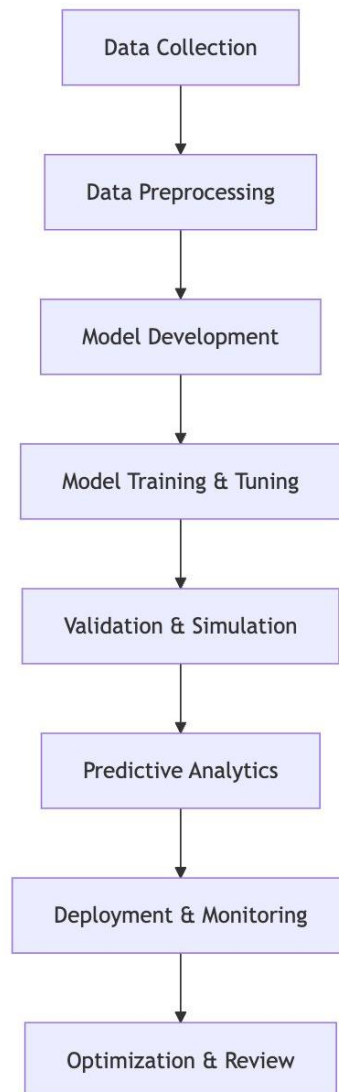 Data Collection
Data Preprocessing
Model Development
Model Training & Tuning
Validation & Simulation
Predictive Analytics
Deployment & Monitoring
Optimization & Review